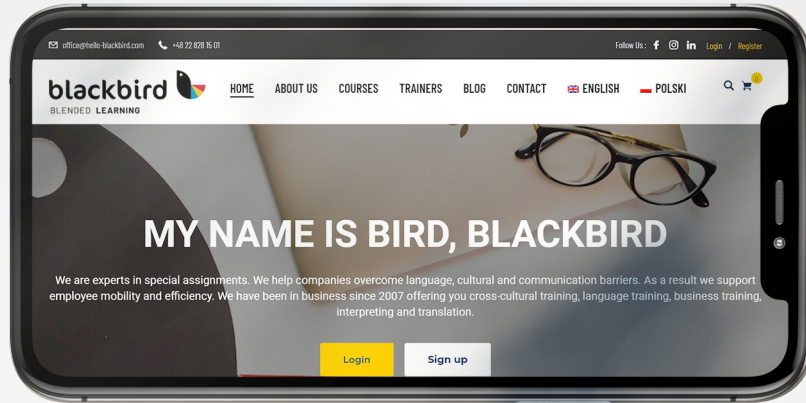 office@hello-blackbird.com +48 22 828 15 01 Follow Us : Login / Register
blackbird
BLENDED LEARNING
HOME ABOUT US COURSES TRAINERS BLOG CONTACT ENGLISH POLSKI 0
MY NAME IS BIRD, BLACKBIRD
We are experts in special assignments. We help companies overcome language, cultural and communication barriers. As a result we support
employee mobility and efficiency. We have been in business since 2007 offering you cross-cultural training, language training, business training,
interpreting and translation.
Login Sign up